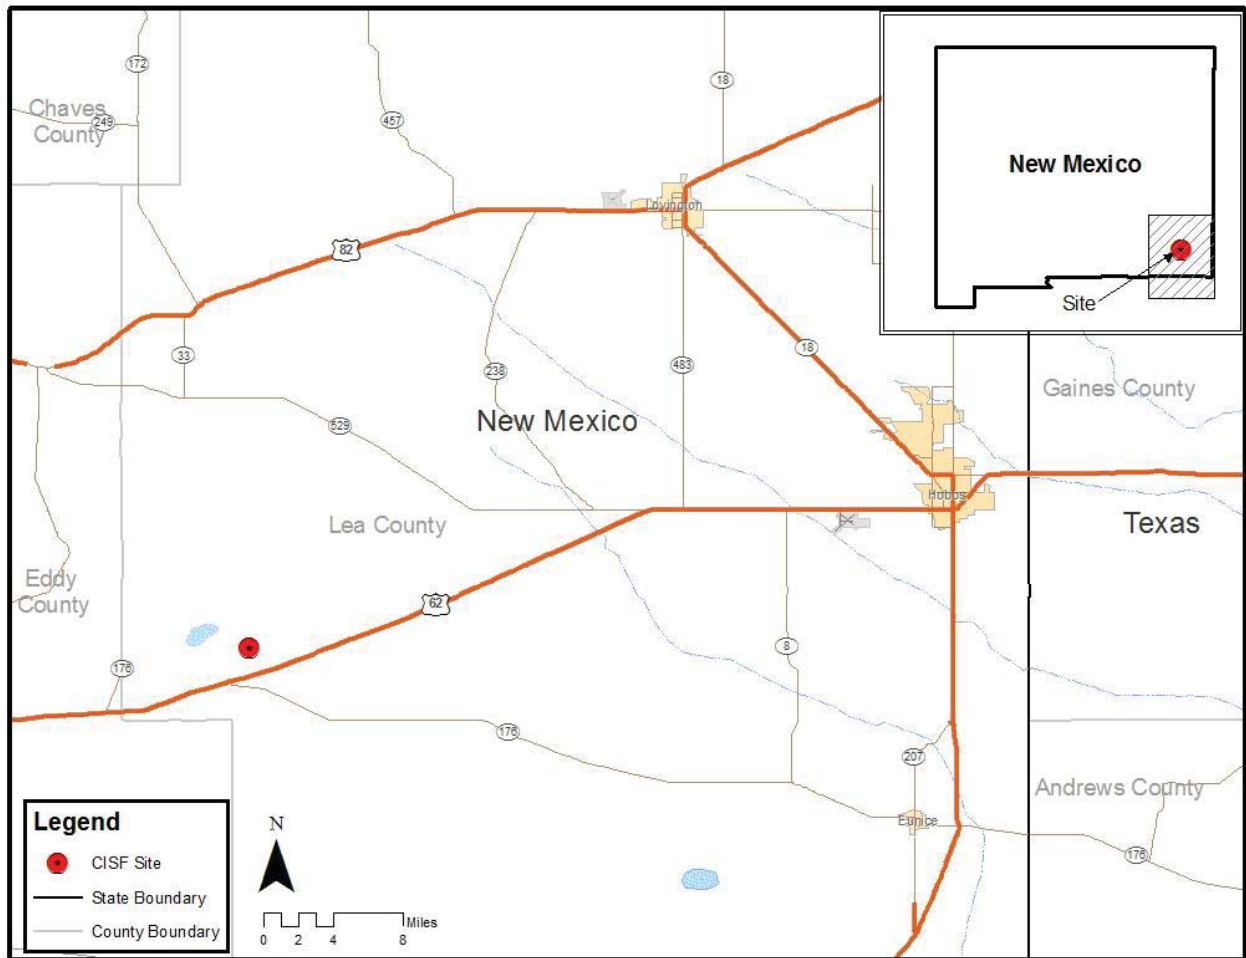 172
18
Chaves
County
249
457
New Mexico
Lovington
82
Site
33
238
483
18
Gaines County
529
New Mexico
Hobbs
Lea County
Texas
Eddy
County
62
176
8
176
207
Andrews County
Eunice
176
Legend
CISF Site
State Boundary
County Boundary
N
Miles
0 2 4 8